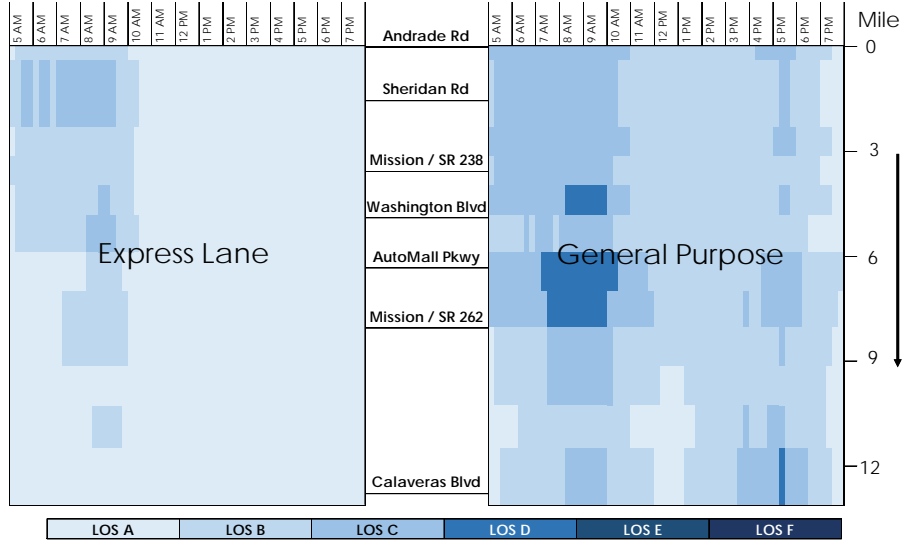 5 AM 6 AM 7 AM 8 AM 9 AM 10 AM 11 AM 12 PM 1 PM 2 PM 3 PM 4 PM 5 PM 6 PM 7 PM
5 AM 6 AM 7 AM 8 AM 9 AM 10 AM 11 AM 12 PM 1 PM 2 PM 3 PM 4 PM 5 PM 6 PM 7 PM
Mile
Andrade Rd
0
Sheridan Rd
3
Mission / SR 238
Washington Blvd
Express Lane
AutoMall Pkwy
General Purpose
6
Mission / SR 262
9
12
Calaveras Blvd
LOS A LOS B LOS C LOS D LOS E LOS F